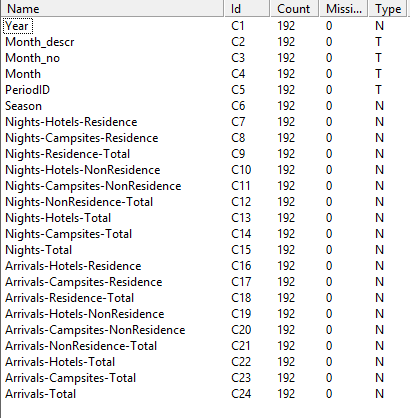 Name Id Count Missi... Type
Year C1 192 0 N
Month_descr C2 192 0 T
Month_no C3 192 0 T
Month C4 192 0 T
PeriodID C5 192 0 T
Season C6 192 0 N
Nights-Hotels-Residence C7 192 0 N
Nights-Campsites-Residence C8 192 0 N
Nights-Residence-Total C9 192 0 N
Nights-Hotels-NonResidence C10 192 0 N
Nights-Campsites-NonResidence C11 192 0 N
Nights-NonResidence-Total C12 192 0 N
Nights-Hotels-Total C13 192 0 N
Nights-Campsites-Total C14 192 0 N
Nights-Total C15 192 0 N
Arrivals-Hotels-Residence C16 192 0 N
Arrivals-Campsites-Residence C17 192 0 N
Arrivals-Residence-Total C18 192 0 N
Arrivals-Hotels-NonResidence C19 192 0 N
Arrivals-Campsites-NonResidence C20 192 0 N
Arrivals-NonResidence-Total C21 192 0 N
Arrivals-Hotels-Total C22 192 0 N
Arrivals-Campsites-Total C23 192 0 N
Arrivals-Total C24 192 0 N